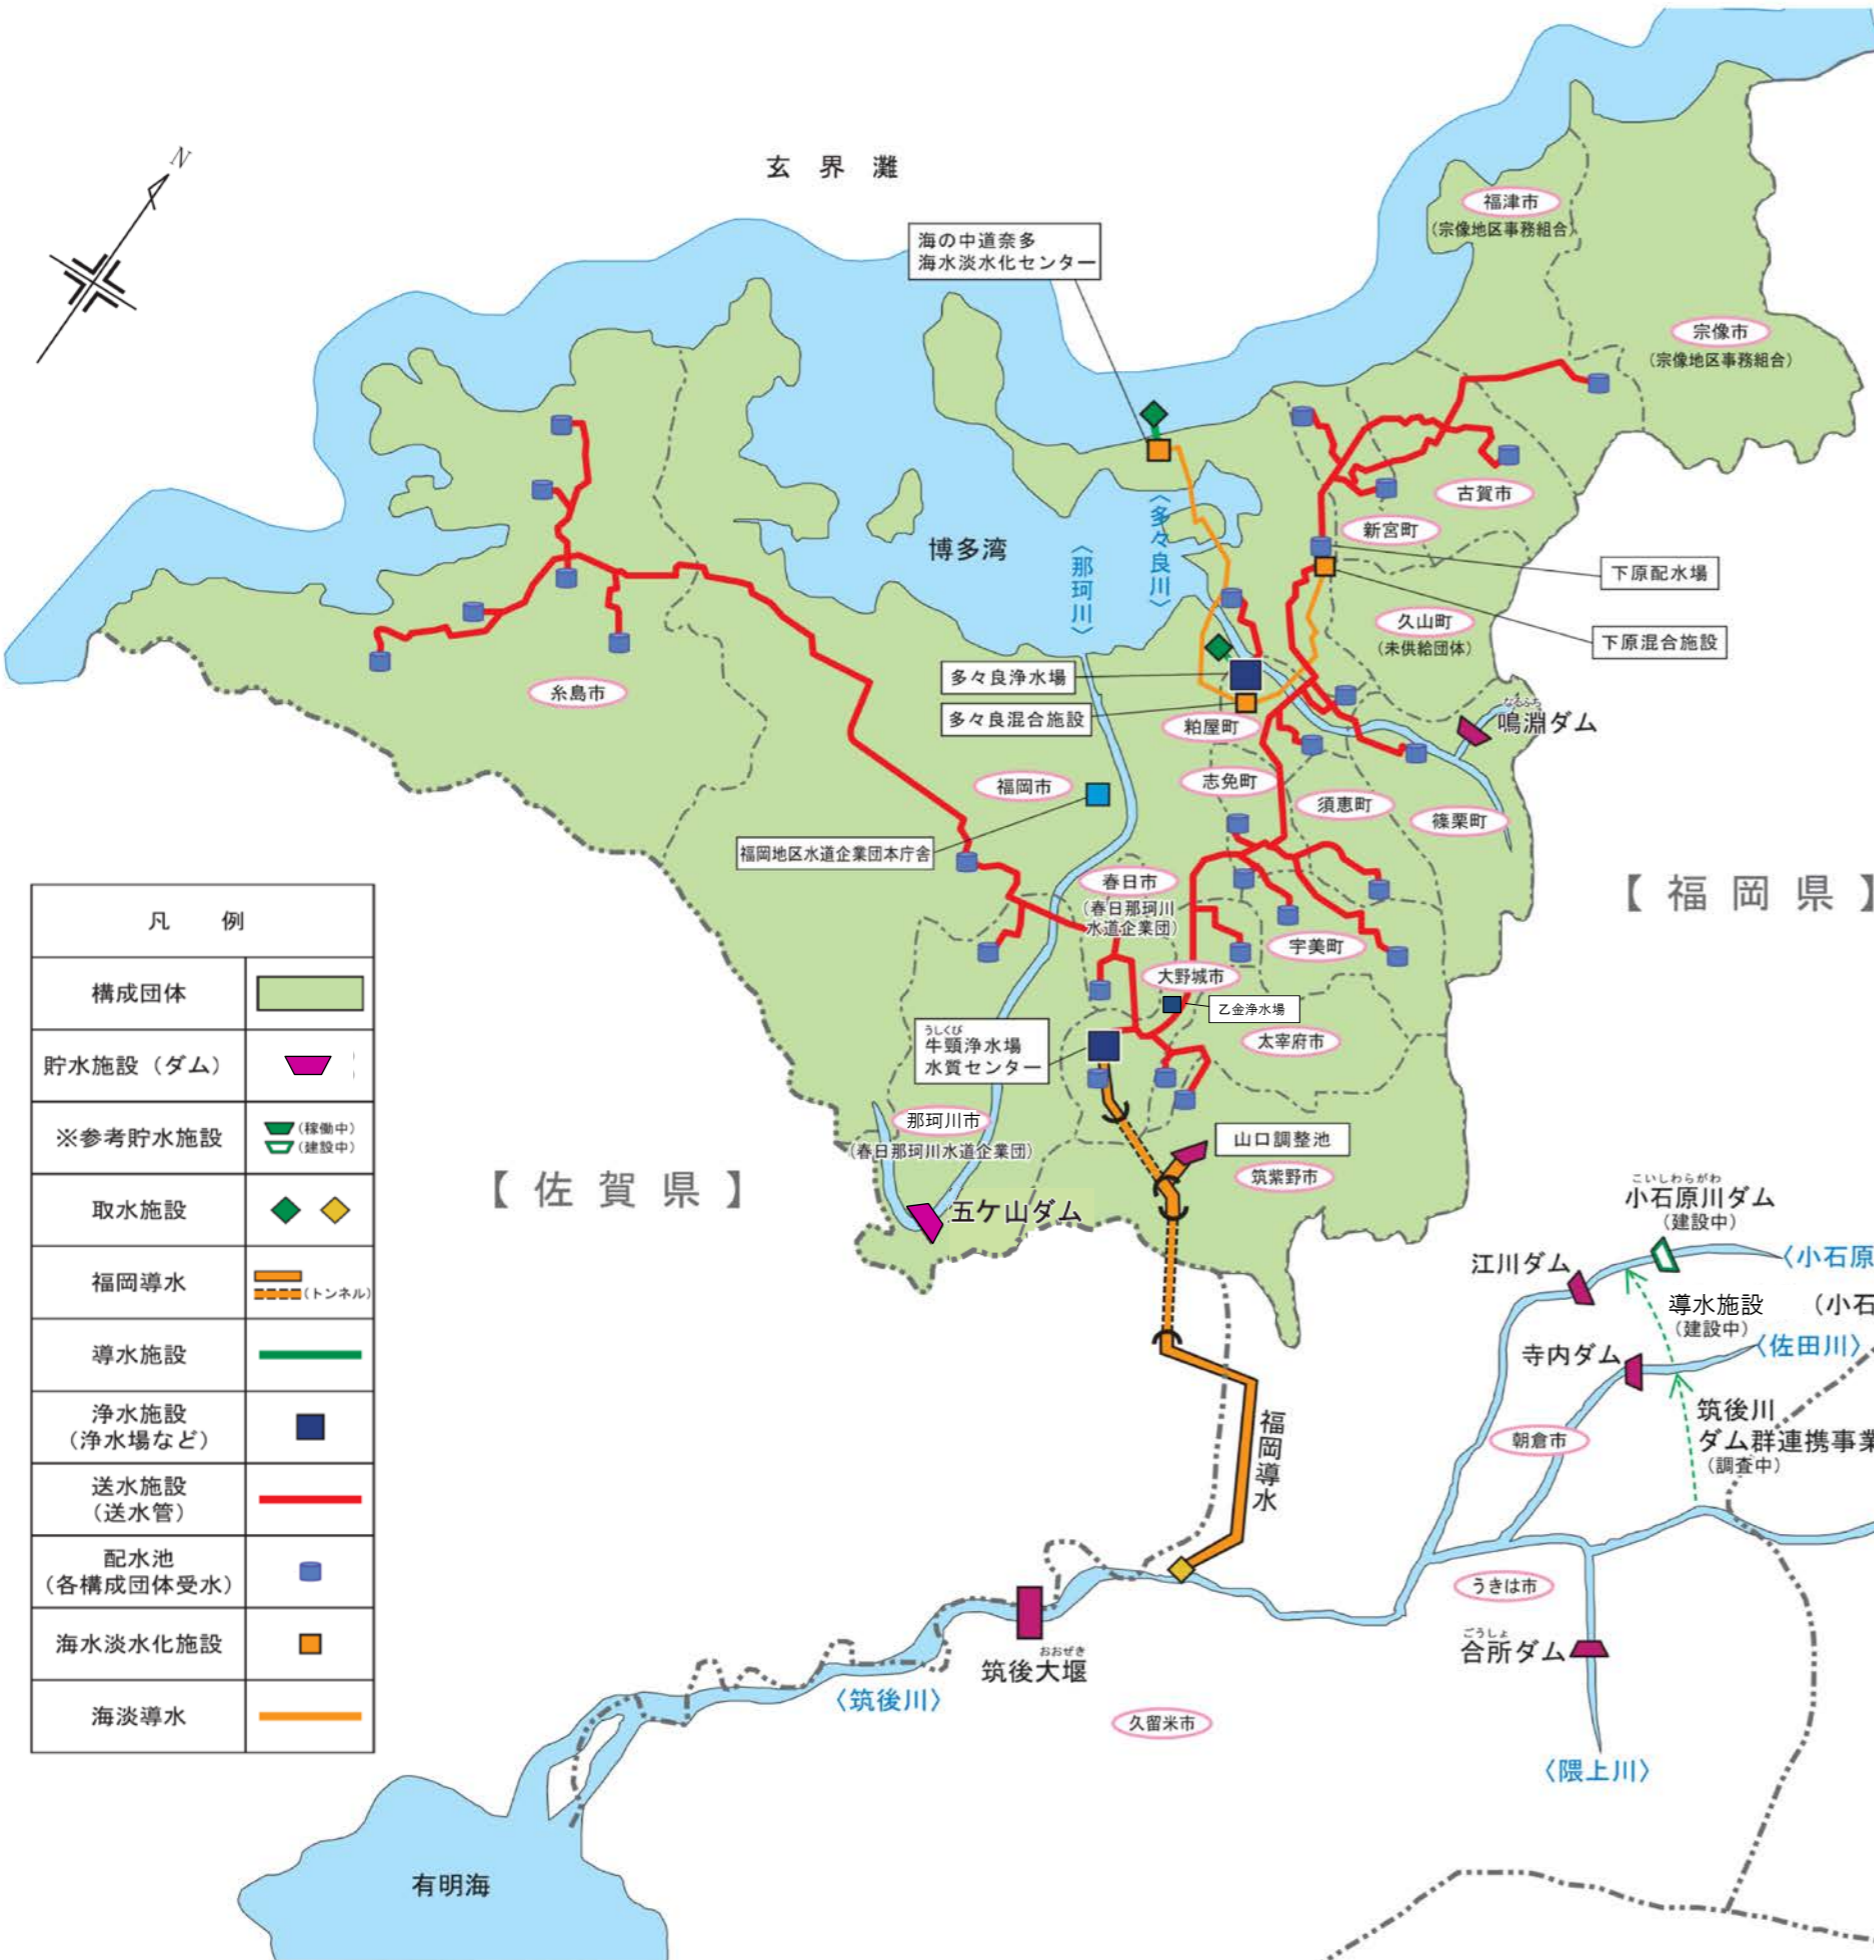 N
玄界灘
福津市
(宗像地区事務組合)
海の中道奈多
海水淡水化センター
宗像市
(宗像地区事務組合)
古賀市
新宮町
〈多々良川〉
博多湾
〈那珂川〉
下原配水場
久山町
(未供給団体)
下原混合施設
多々良浄水場
糸島市
多々良混合施設
粕屋町
なるふち
鳴淵ダム
志免町
福岡市
須恵町
篠栗町
福岡地区水道企業団本庁舎
春日市
(春日那珂川
水道企業団)
【福岡県】
宇美町
大野城市
乙金浄水場
うしくび
牛頸浄水場
水質センター
太宰府市
那珂川市
(春日那珂川水道企業団)
山口調整池
筑紫野市
【佐賀県】
五ケ山ダム
こいしわらがわ
小石原川ダム
(建設中)
江川ダム
〈小石原
導水施設
(建設中)
(小石
寺内ダム
〈佐田川〉
筑後川
ダム群連携事業
(調査中)
朝倉市
福岡導水
うきは市
ごうしょ
合所ダム
おおぜき
筑後大堰
〈筑後川〉
久留米市
〈隈上川〉
有明海
凡例
構成団体
貯水施設(ダム)
※参考貯水施設
(稼働中)
(建設中)
取水施設
福岡導水
(トンネル)
導水施設
浄水施設
(浄水場など)
送水施設
(送水管)
配水池
(各構成団体受水)
海水淡水化施設
海淡導水